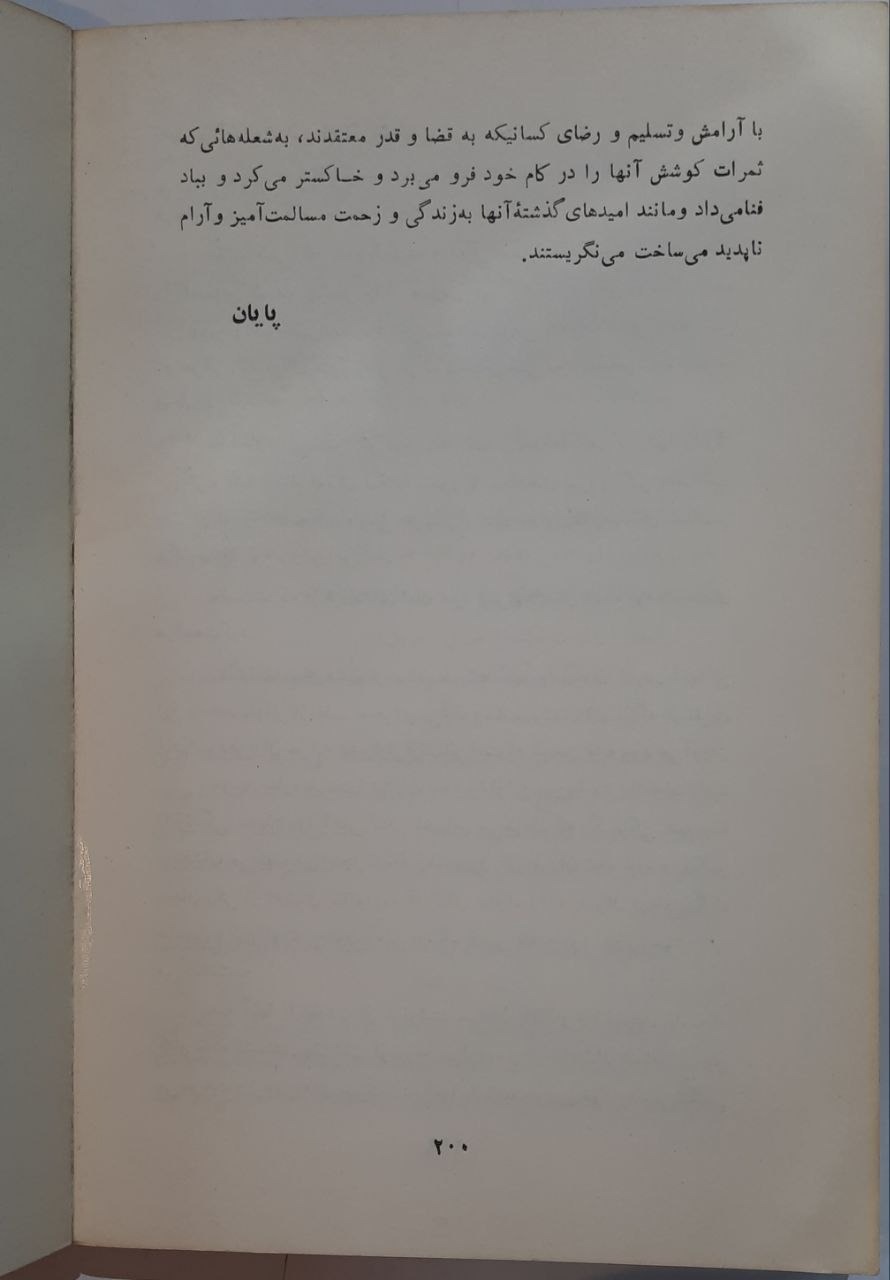 با آرامش وتسلیم و رضای کسانیکه به قضا و قدر معتقدند، به‌شعله‌هائی‌که
ثمرات کوشش آنها را در کام خود فرو می‌برد و خاکستر می‌کرد و بباد
فنامی‌داد ومانند امیدهای گذشتهٔ آنها به‌زندگی و زحمت مسالمت‌آمیز وآرام
ناپدید می‌ساخت می‌نگریستند.
پایان
۲۰۰